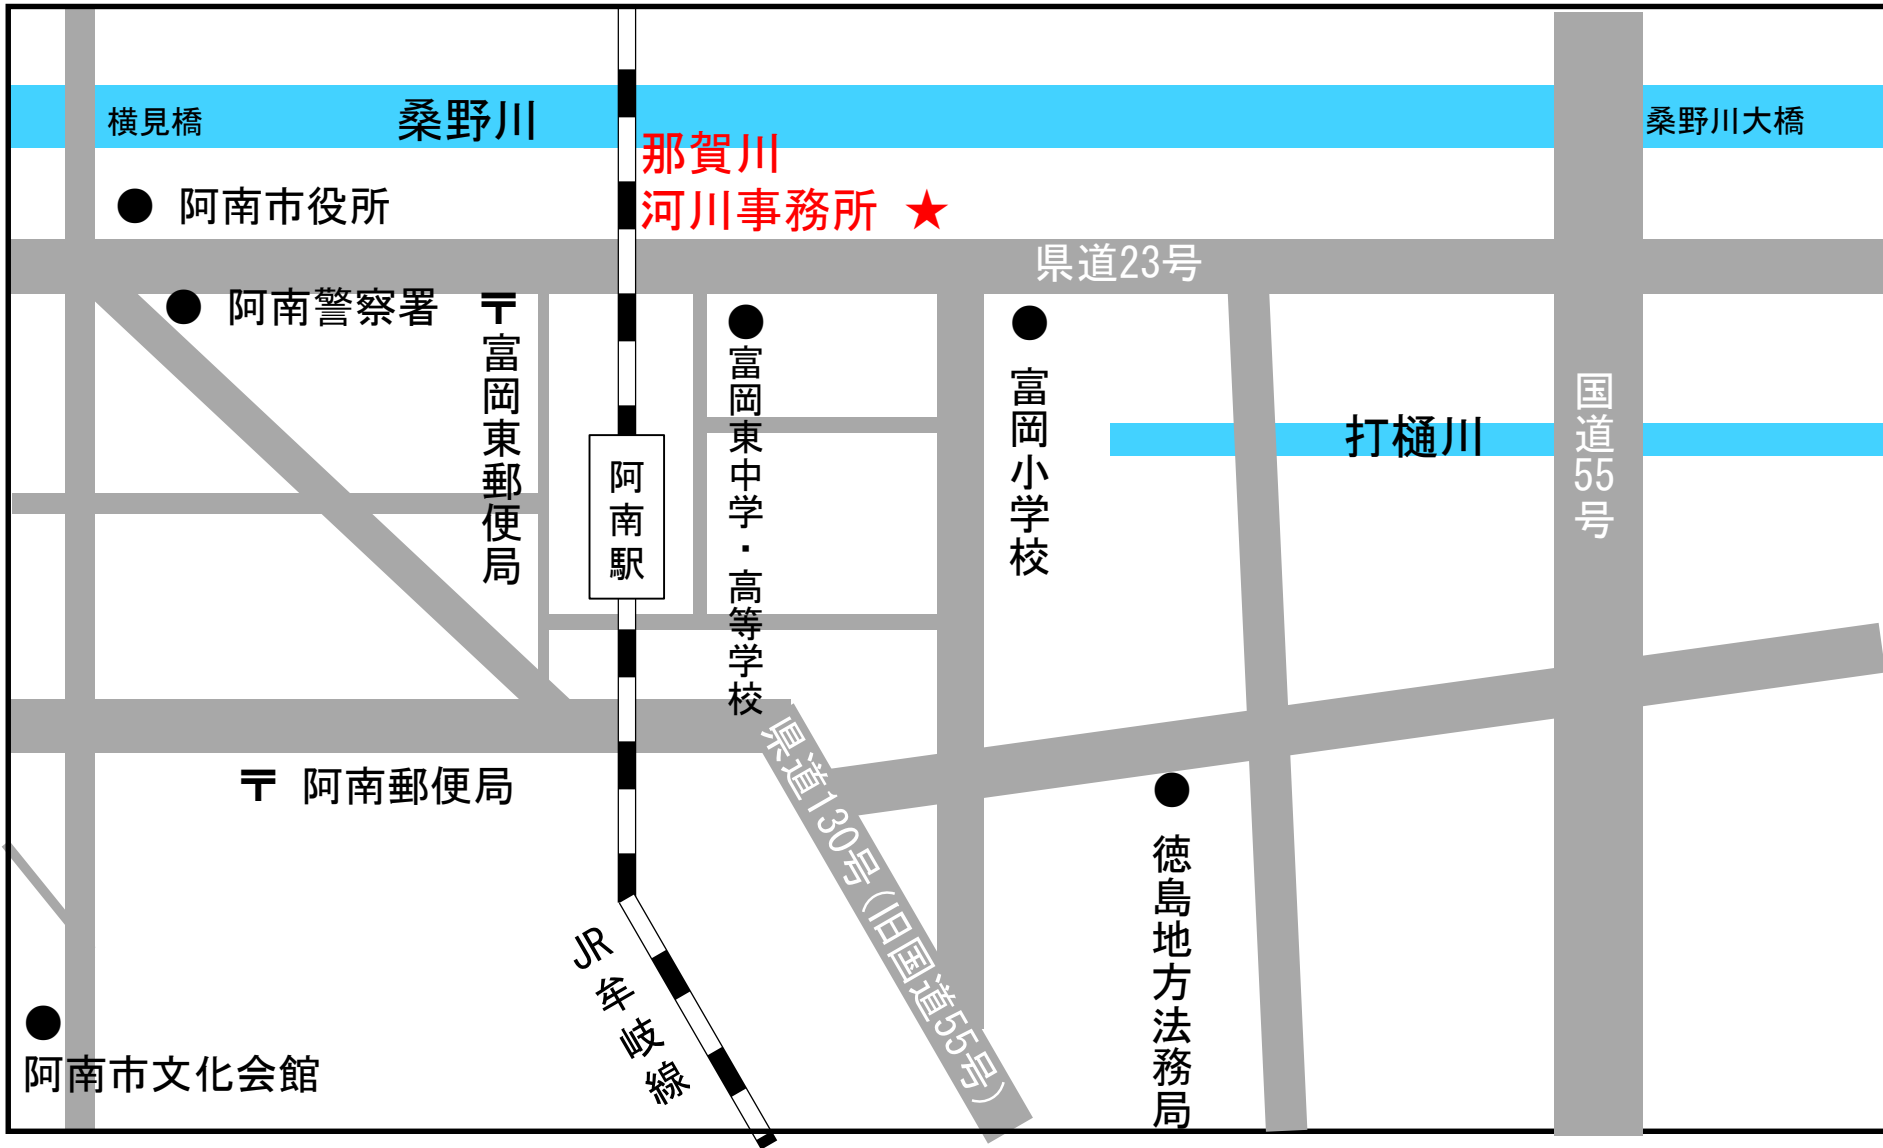 横見橋
桑野川
桑野川大橋
那賀川
河川事務所 ★
● 阿南市役所
県道23号
● 阿南警察署
〒富岡東郵便局
●富岡東中学・高等学校
● 富岡小学校
国道55号
打樋川
阿南駅
〒 阿南郵便局
県道130号(旧国道55号)
● 徳島地方法務局
JR牟岐線
●
阿南市文化会館